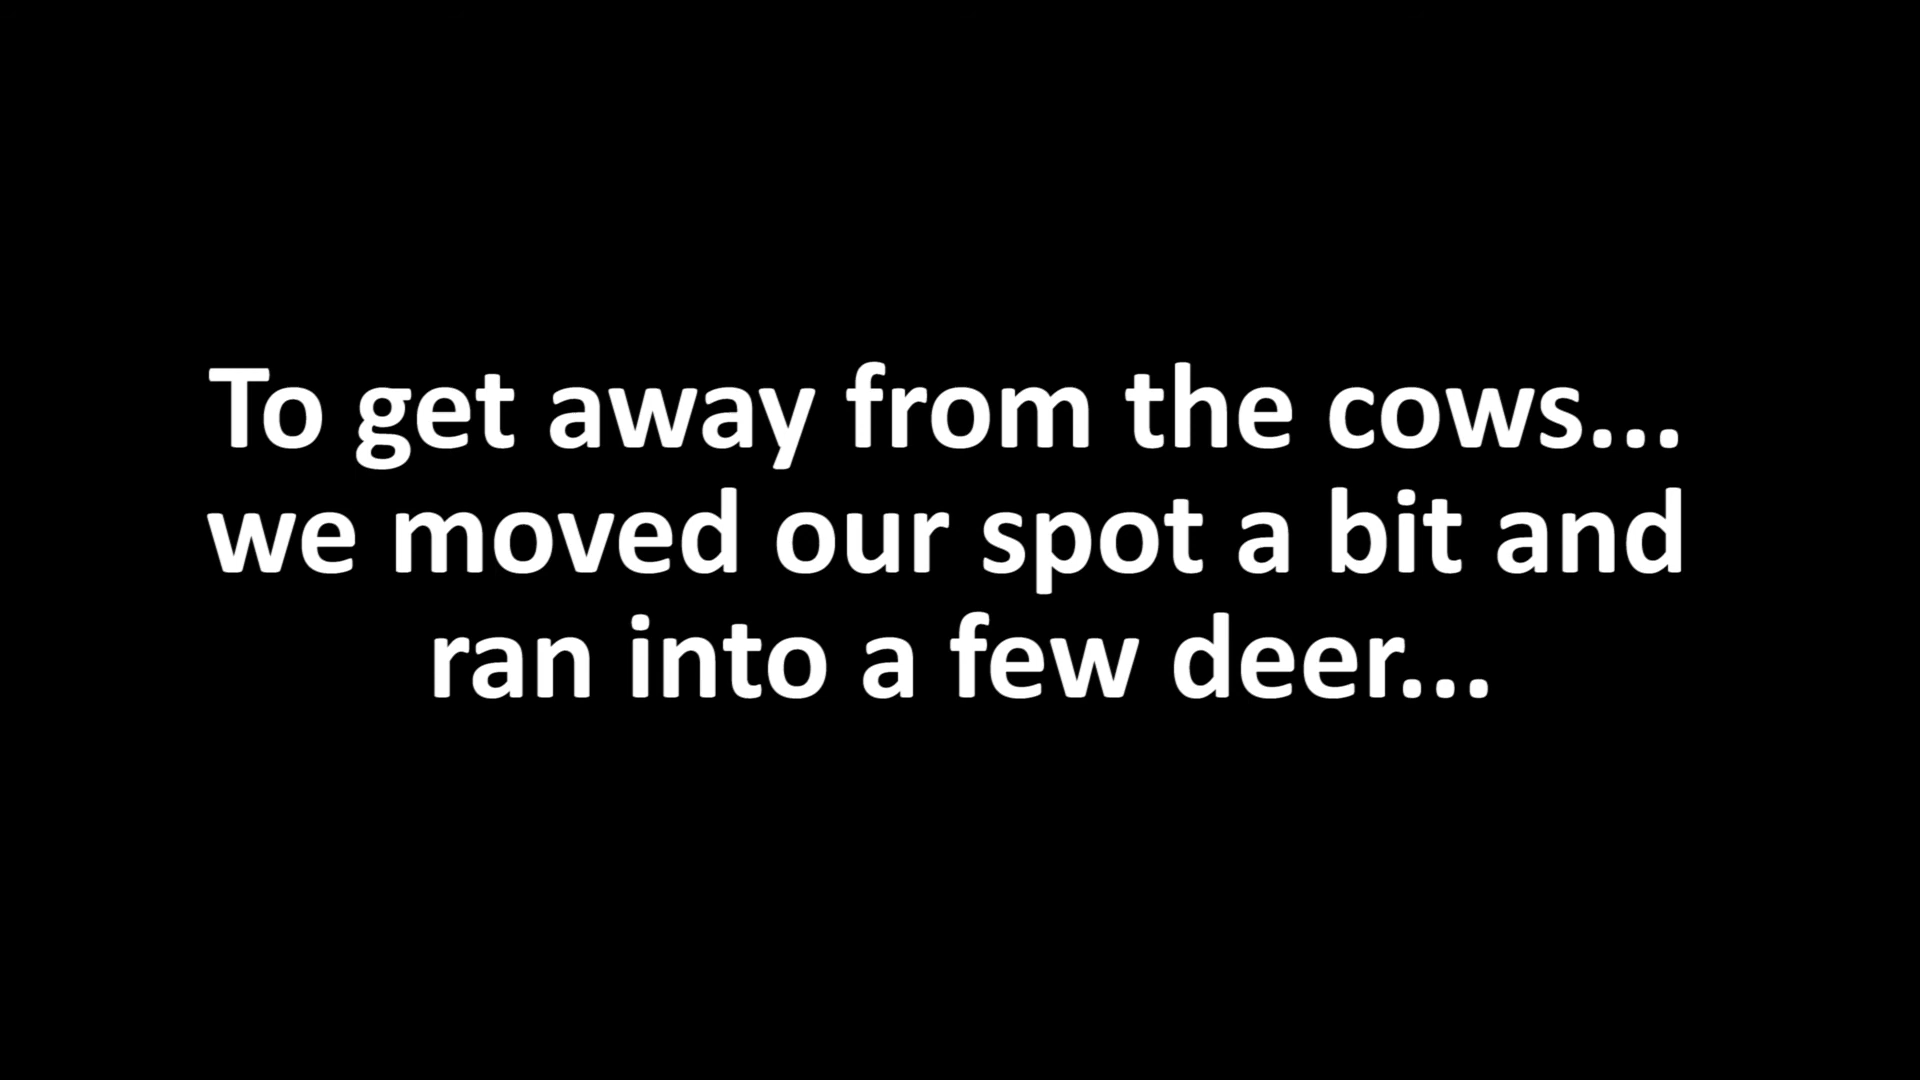 To get away from the cows...
we moved our spot a bit and
ran into a few deer...